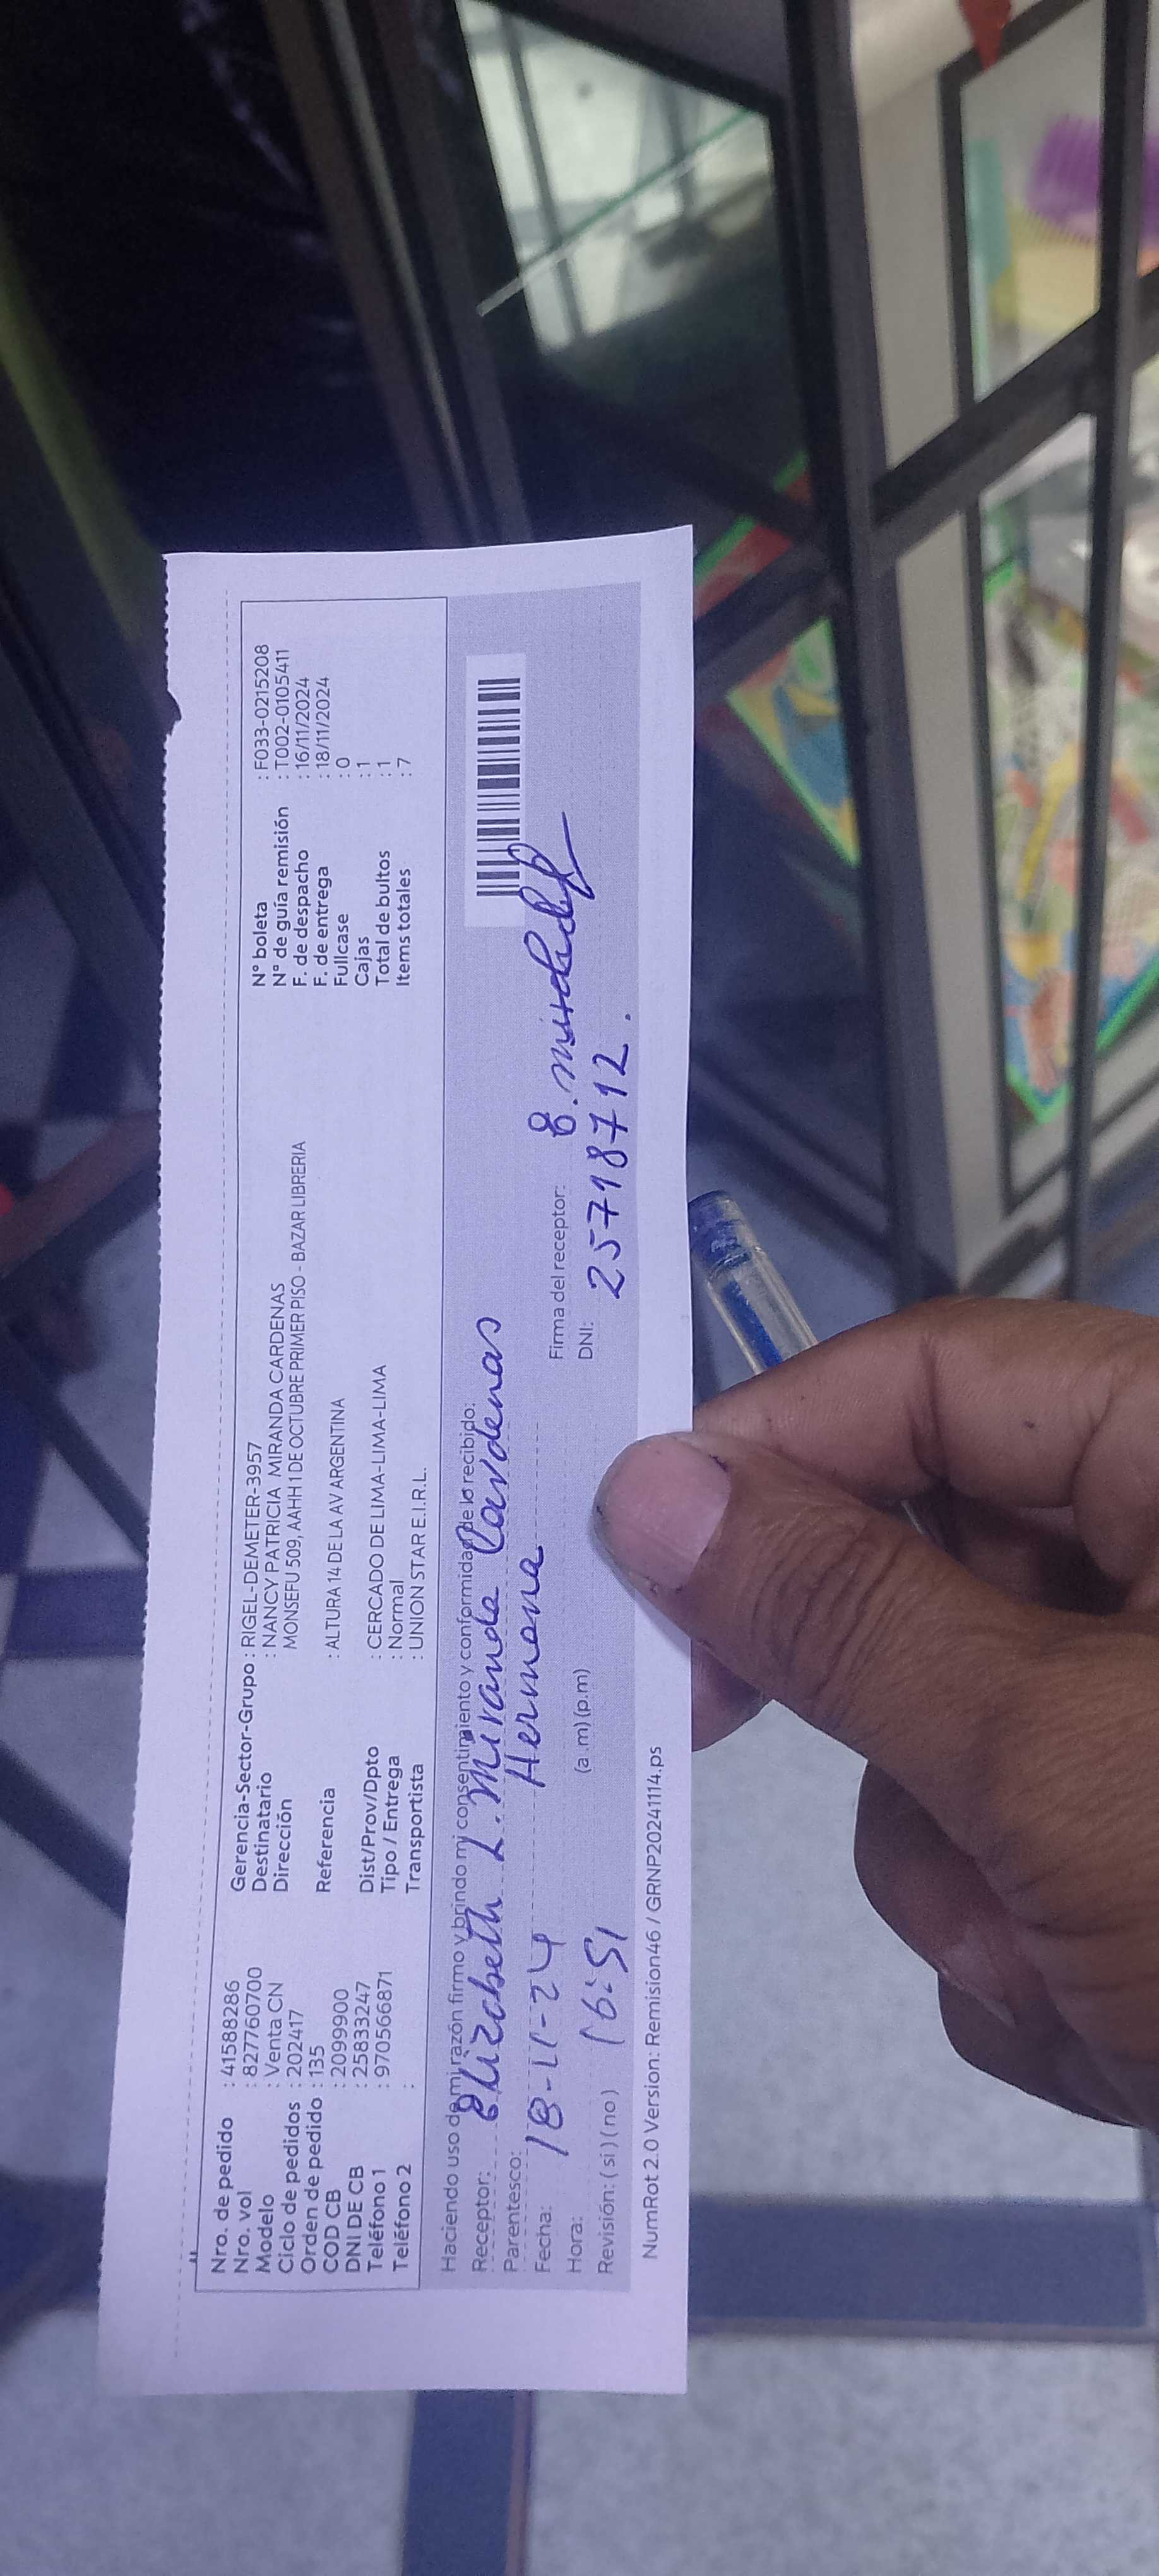 Nro. de pedido : 41588286
Nro. vol : 827760700
Modelo : Venta CN
Ciclo de pedidos : 202417
Orden de pedido : 135
COD CB : 2099900
DNI DE CB : 25833247
Teléfono 1 : 970566871
Teléfono 2 :
Gerencia-Sector-Grupo : RIGEL-DEMETER-3957
Destinatario : NANCY PATRICIA MIRANDA CARDENAS
Dirección MONSEFU 509, AAHH 1 DE OCTUBRE PRIMER PISO - BAZAR LIBRERIA
Referencia : ALTURA 14 DE LA AV ARGENTINA
Dist/Prov/Dpto : CERCADO DE LIMA-LIMA-LIMA
Tipo / Entrega : Normal
Transportista : UNION STAR E.I.R.L.
N° boleta : F033-0215208
N° de guía remisión : T002-0105411
F. de despacho : 16/11/2024
F. de entrega : 18/11/2024
Fullcase : 0
Cajas : 1
Total de bultos : 1
Items totales : 7
Haciendo uso de mi razón firmo y brindo mi consentimiento y conformidad de lo recibido:
Receptor: Elizabeth L. Miranda Cardenas
Parentesco: Hermana
Fecha: 18-11-24
Hora: 16:51 (a.m) (p.m)
Revisión: ( si ) ( no )
Firma del receptor:
DNI: 25718712.
NumRot 2.0 Version: Remision46 / GRNP20241114.ps